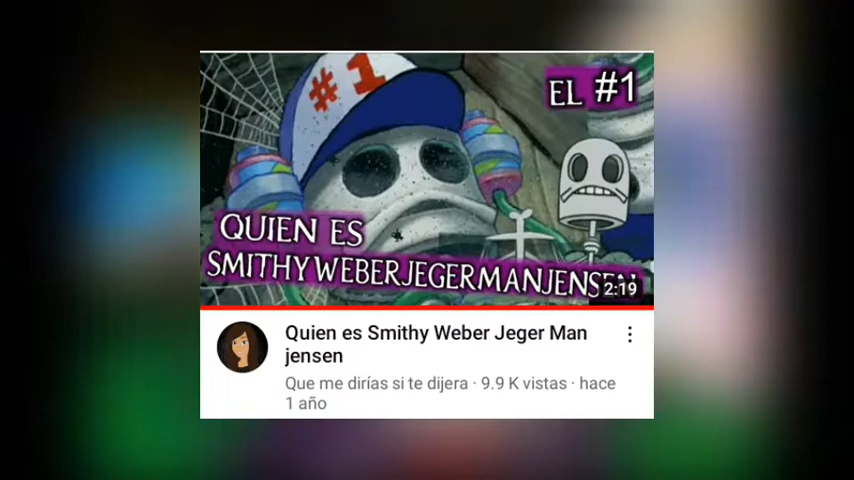 #1
EL #1
QUIEN ES
SMITHYWEBERJEGERMANJENSEN
2:19
Quien es Smithy Weber Jeger Man
jensen
Que me dirías si te dijera · 9.9 K vistas · hace
1 año